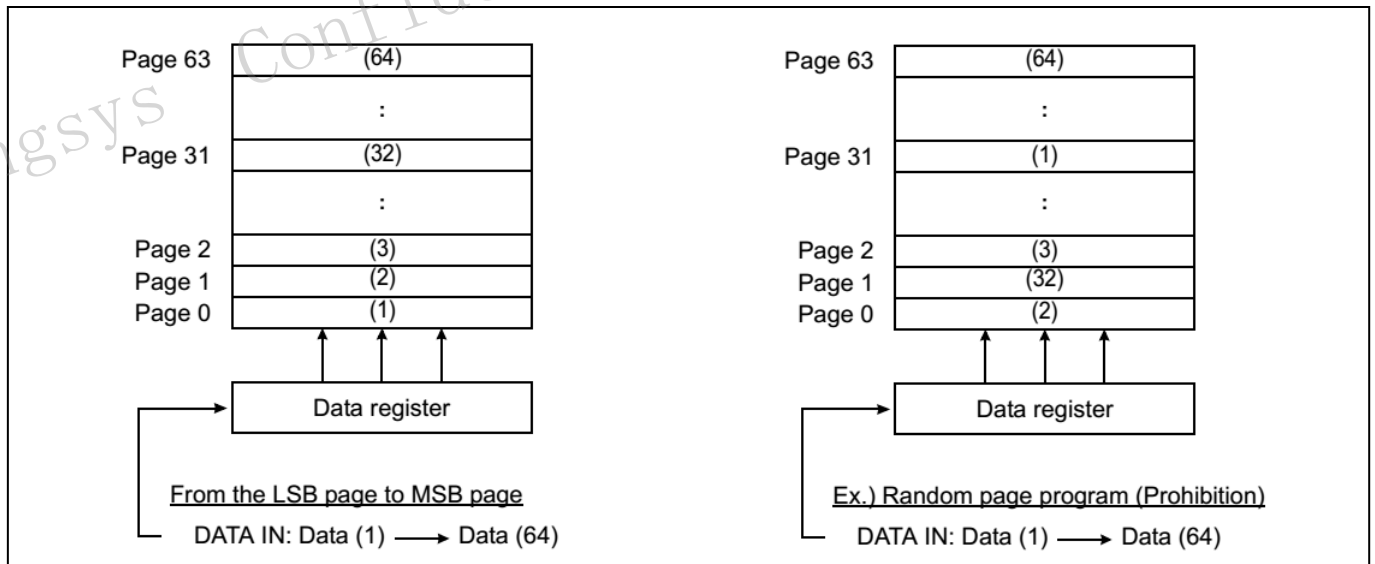 Page 63 (64)
:
Page 31 (32)
:
Page 2 (3)
Page 1 (2)
Page 0 (1)
Data register
From the LSB page to MSB page
DATA IN: Data (1) → Data (64)
Page 63 (64)
:
Page 31 (1)
:
Page 2 (3)
Page 1 (32)
Page 0 (2)
Data register
Ex.) Random page program (Prohibition)
DATA IN: Data (1) → Data (64)